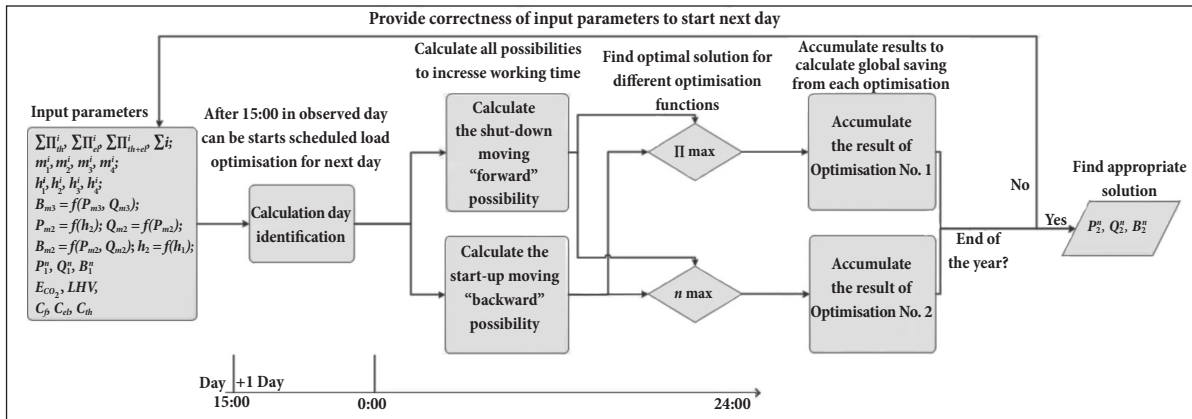 Provide correctness of input parameters to start next day
Calculate all possibilities
to increse working time
Find optimal solution for
different optimisation
functions
Accumulate results to
calculate global saving
from each optimisation
Input parameters
∑Π^i_th, ∑Π^i_el, ∑Π^i_th+el, ∑i;
m^i_1, m^i_2, m^i_3, m^i_4;
h^i_1, h^i_2, h^i_3, h^i_4;
B_m3 = f(P_m3, Q_m3);
P_m2 = f(h_2); Q_m2 = f(P_m2);
B_m2 = f(P_m2, Q_m2); h_2 = f(h_1);
P^n_1, Q^n_1, B^n_1
E_CO2, LHV,
C_f, C_el, C_th
After 15:00 in observed day
can be starts scheduled load
optimisation for next day
Calculation day
identification
Calculate
the shut-down
moving
“forward”
possibility
Calculate the
start-up moving
“backward”
possibility
Π max
n max
Accumulate
the result of
Optimisation No. 1
Accumulate
the result of
Optimisation No. 2
No
Yes
End of
the year?
Find appropriate
solution
P^n_2, Q^n_2, B^n_2
Day +1 Day
15:00 0:00 24:00